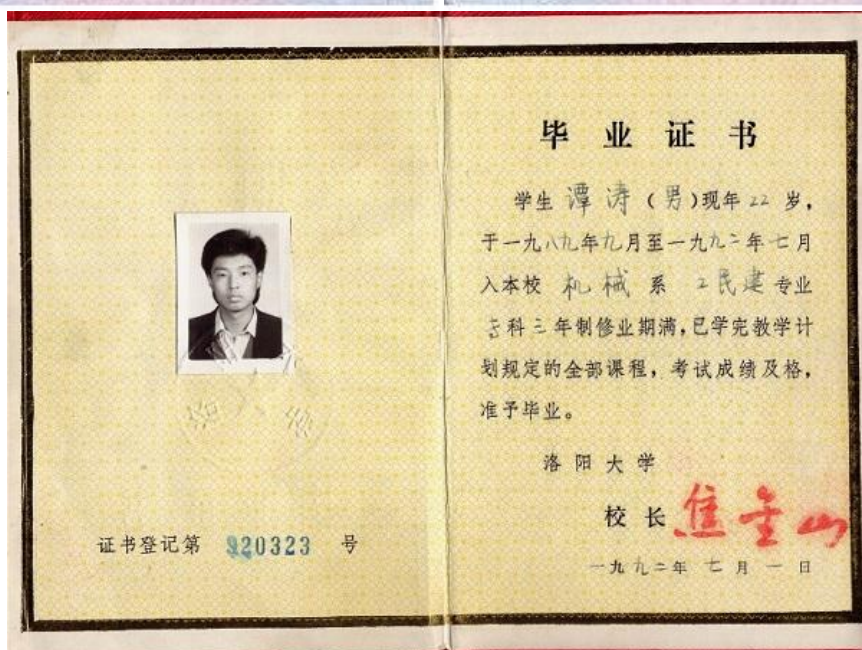 证书登记第 920323 号
毕业证书
学生 谭涛（男）现年 22 岁，
于一九八九年九月至一九九二年七月
入本校 机械 系 工民建 专业
专科三年制修业期满，已学完教学计
划规定的全部课程，考试成绩及格，
准予毕业。
洛阳大学
校长 焦金山
一九九二年七月一日